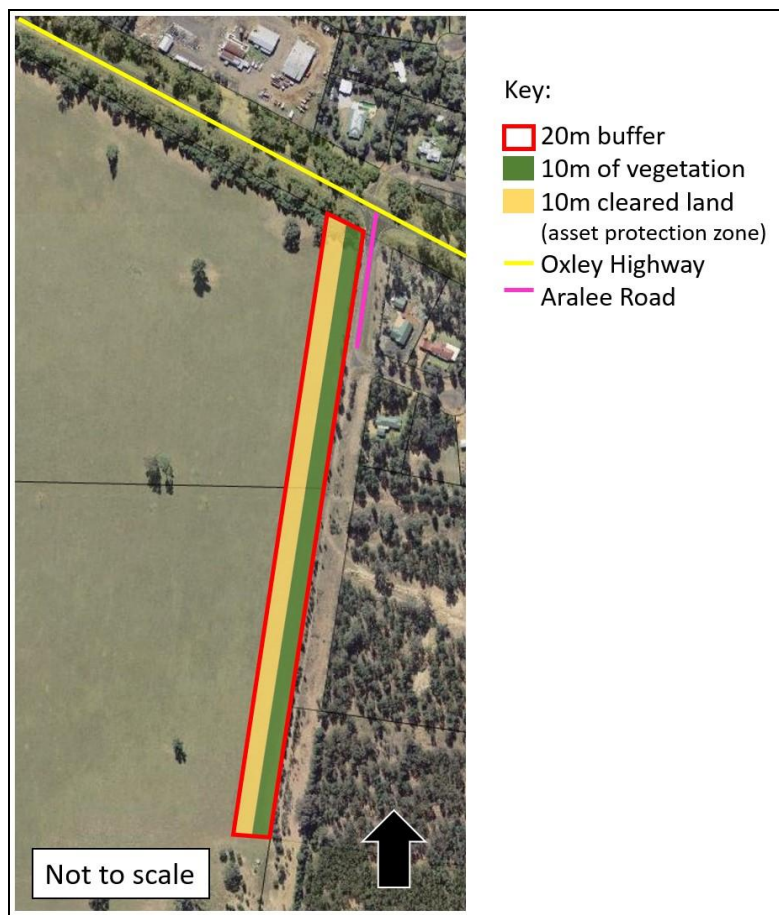 Key:
20m buffer
10m of vegetation
10m cleared land
(asset protection zone)
Oxley Highway
Aralee Road
Not to scale